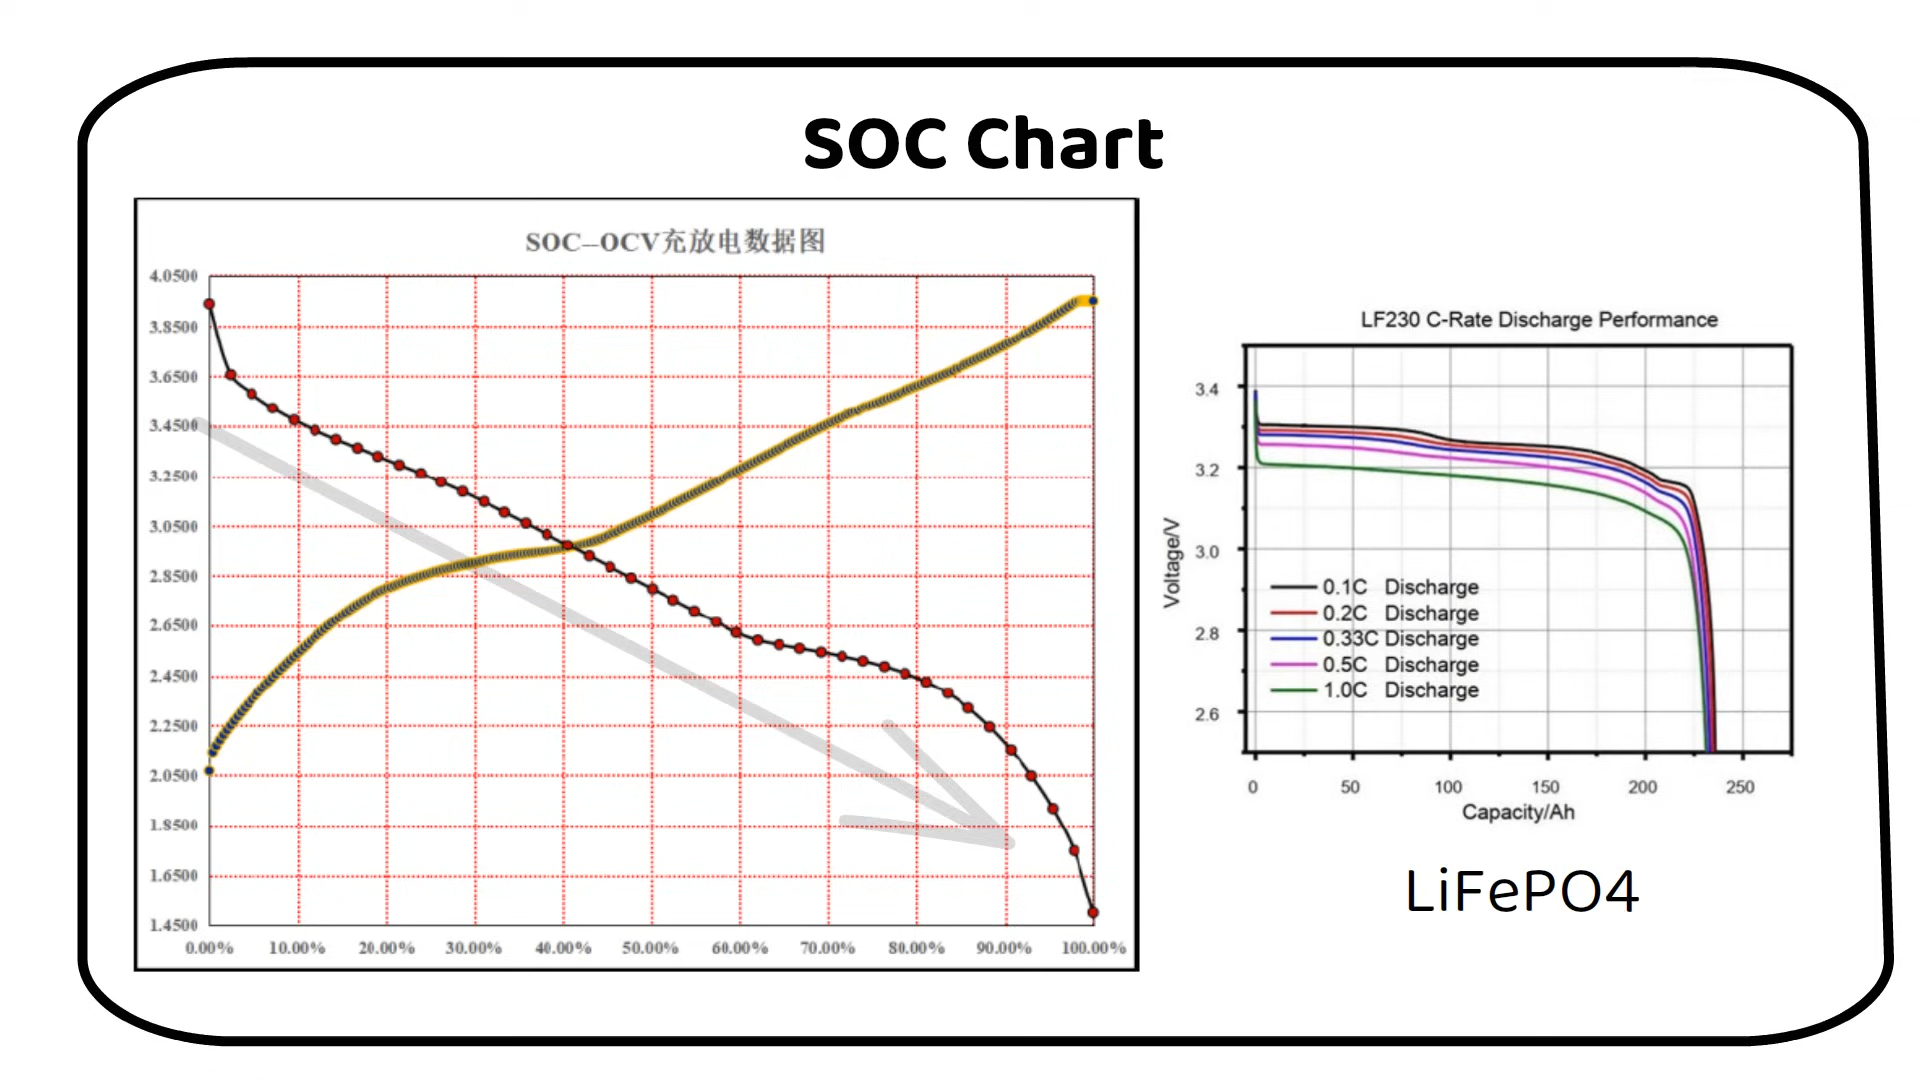 SOC Chart
SOC—OCV充放电数据图
4.0500
3.8500
3.6500
3.4500
3.2500
3.0500
2.8500
2.6500
2.4500
2.2500
2.0500
1.8500
1.6500
1.4500
0.00% 10.00% 20.00% 30.00% 40.00% 50.00% 60.00% 70.00% 80.00% 90.00% 100.00%
LF230 C-Rate Discharge Performance
Voltage/V
3.4
3.2
3.0
2.8
2.6
0.1C Discharge
0.2C Discharge
0.33C Discharge
0.5C Discharge
1.0C Discharge
0 50 100 150 200 250
Capacity/Ah
LiFePO4